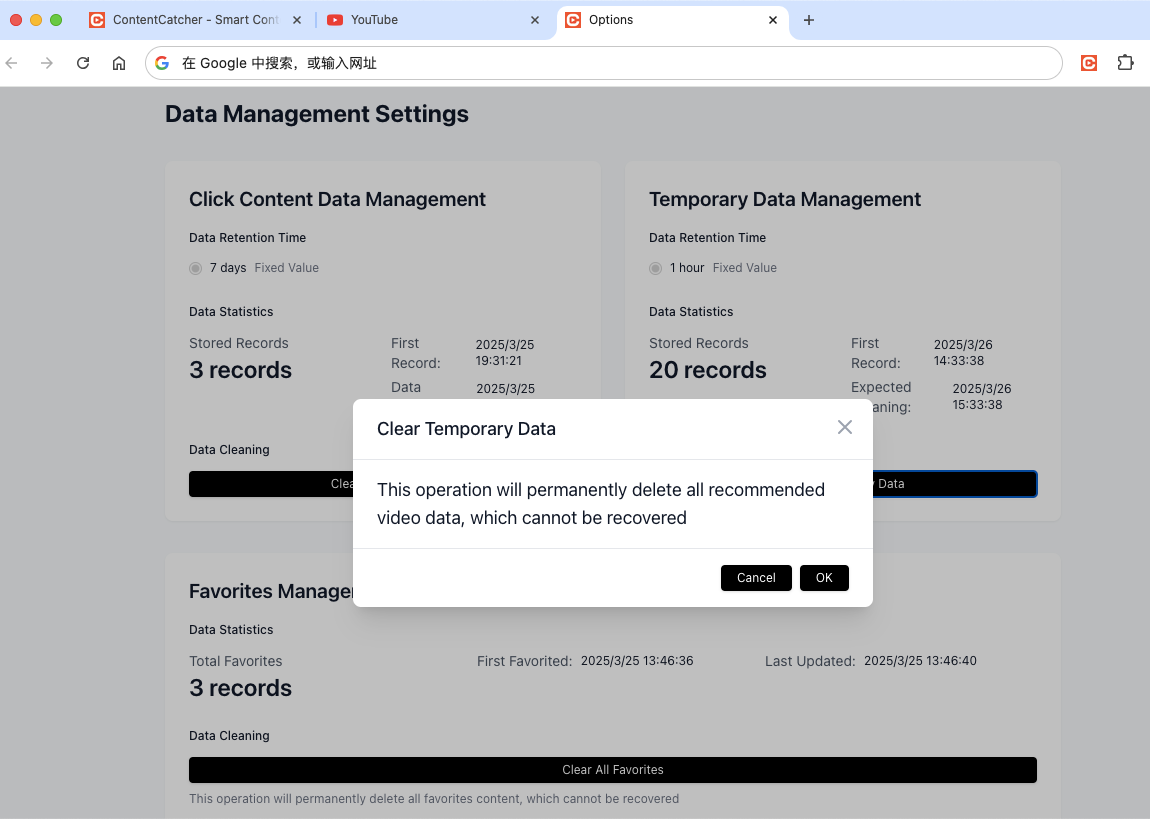 ContentCatcher - Smart Cont
YouTube
Options
在 Google 中搜索，或输入网址
Data Management Settings
Click Content Data Management
Data Retention Time
7 days Fixed Value
Data Statistics
Stored Records
3 records
First Record:
2025/3/25 19:31:21
Data
2025/3/25
Data Cleaning
Clea
Temporary Data Management
Data Retention Time
1 hour Fixed Value
Data Statistics
Stored Records
20 records
First Record:
2025/3/26 14:33:38
Expected
aning:
2025/3/26 15:33:38
Data
Clear Temporary Data
This operation will permanently delete all recommended
video data, which cannot be recovered
Cancel
OK
Favorites Manage
Data Statistics
Total Favorites
3 records
First Favorited: 2025/3/25 13:46:36
Last Updated: 2025/3/25 13:46:40
Data Cleaning
Clear All Favorites
This operation will permanently delete all favorites content, which cannot be recovered